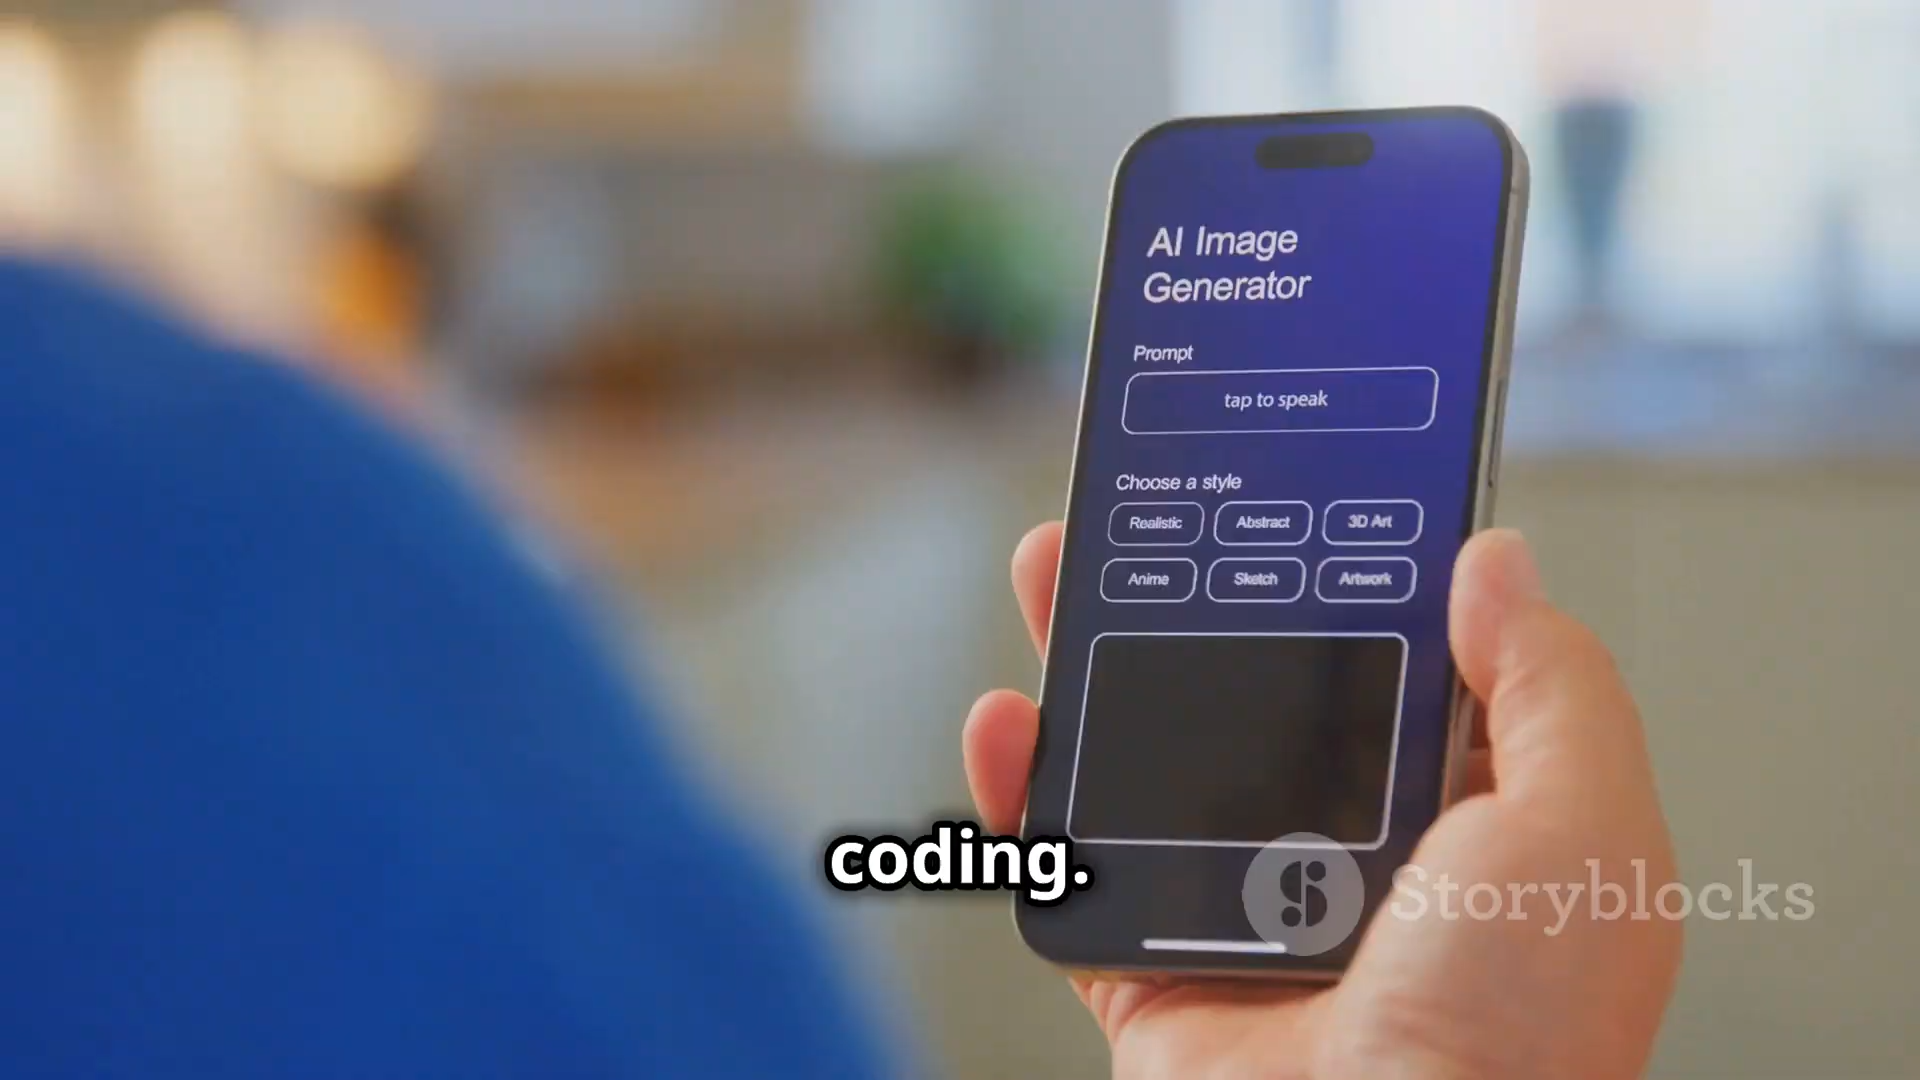 AI Image
Generator
Prompt
tap to speak
Choose a style
Realistic
Abstract
3D Art
Anime
Sketch
Artwork
coding.
Storyblocks